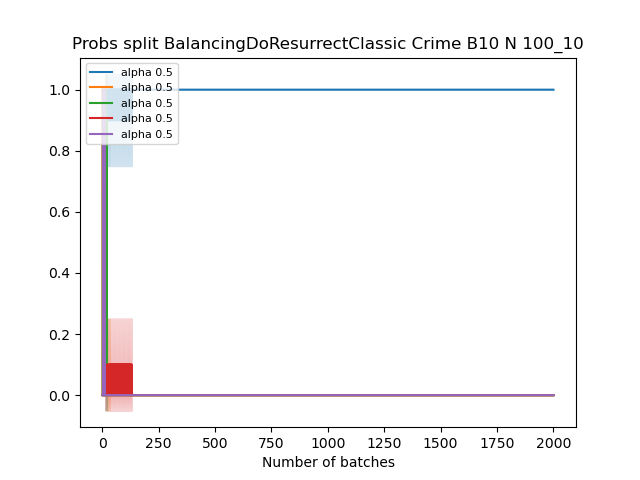 Probs split BalancingDoResurrectClassic Crime B10 N 100_10
alpha 0.5
alpha 0.5
alpha 0.5
alpha 0.5
alpha 0.5
1.0
0.8
0.6
0.4
0.2
0.0
0 250 500 750 1000 1250 1500 1750 2000
Number of batches